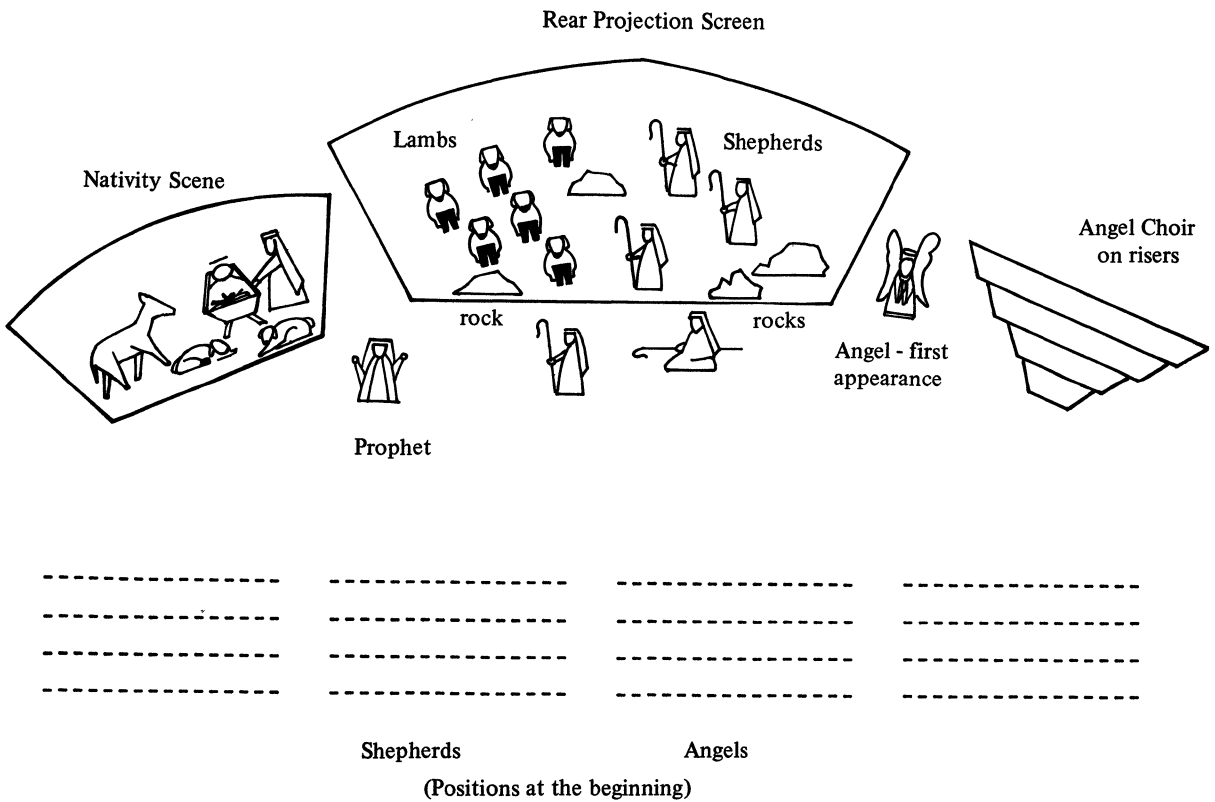 Rear Projection Screen
Lambs
Shepherds
Nativity Scene
Angel Choir
on risers
rock
rocks
Angel - first
appearance
Prophet
Shepherds
Angels
(Positions at the beginning)